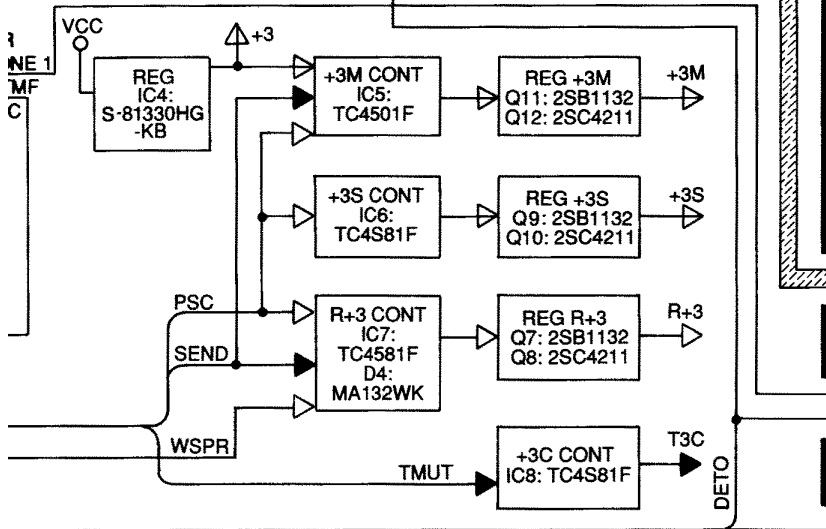 VCC
+3
NE 1
TMF
C
REG
IC4:
S-81330HG
-KB
+3M CONT
IC5:
TC4501F
REG +3M
Q11: 2SB1132
Q12: 2SC4211
+3M
+3S CONT
IC6:
TC4S81F
REG +3S
Q9: 2SB1132
Q10: 2SC4211
+3S
PSC
SEND
WSPR
R+3 CONT
IC7:
TC4581F
D4:
MA132WK
REG R+3
Q7: 2SB1132
Q8: 2SC4211
R+3
TMUT
+3C CONT
IC8: TC4S81F
T3C
DETO